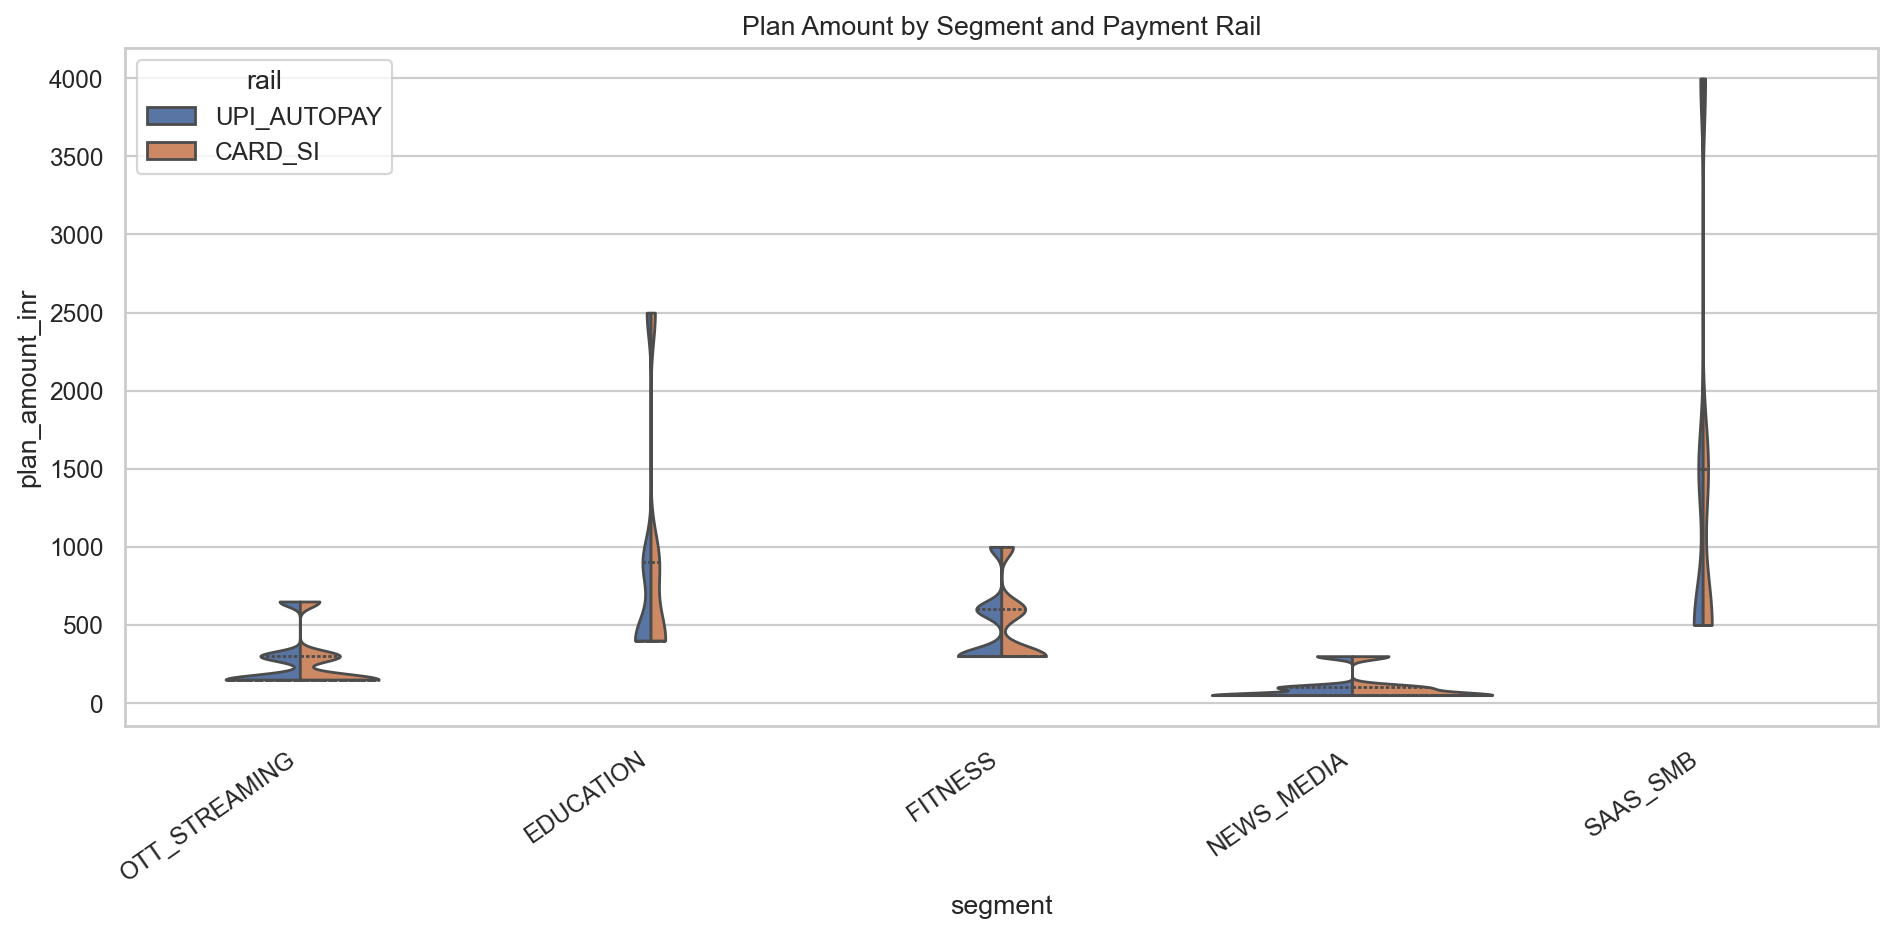 Plan Amount by Segment and Payment Rail
rail
UPI_AUTOPAY
CARD_SI
plan_amount_inr
4000
3500
3000
2500
2000
1500
1000
500
0
OTT_STREAMING
EDUCATION
FITNESS
NEWS_MEDIA
SAAS_SMB
segment